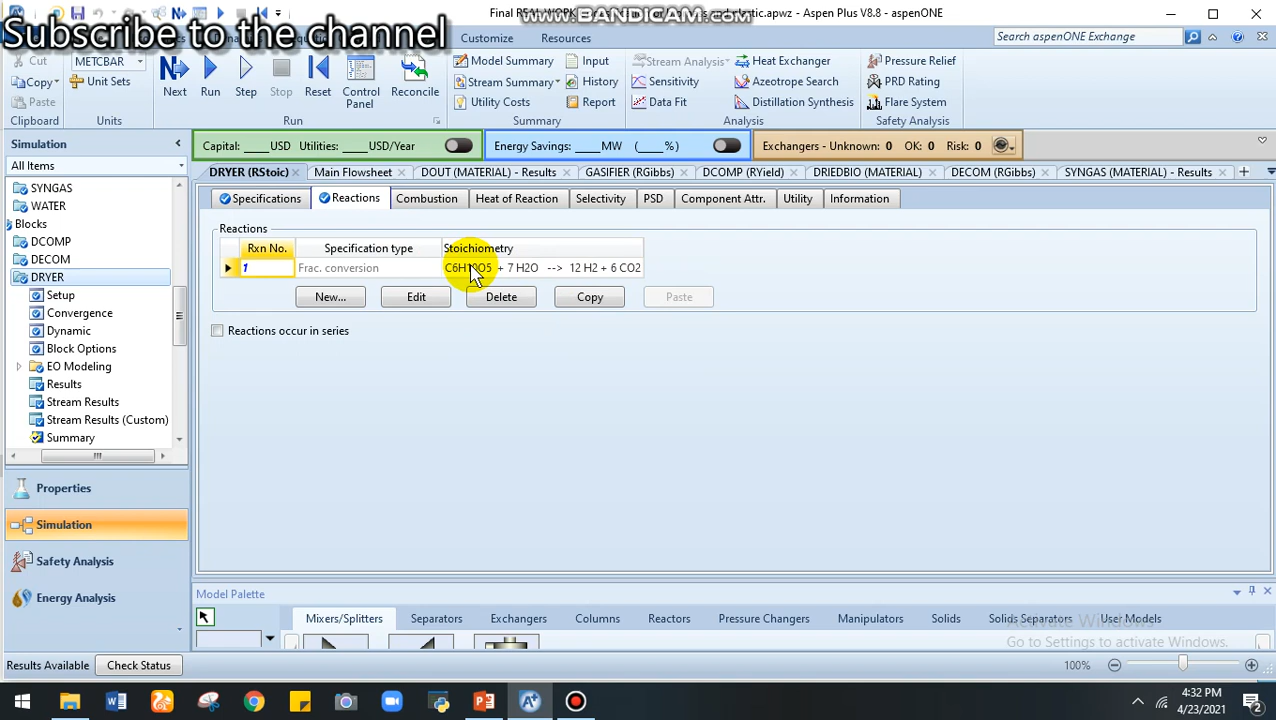 Final REAL WORK
astic.apwz - Aspen Plus V8.8 - aspenONE
www.BANDICAM.com
Subscribe to the channel
Customize
Resources
Search aspenONE Exchange
Cut
Copy
Paste
Clipboard
METCBAR
Unit Sets
Units
Next
Run
Step
Stop
Reset
Control Panel
Reconcile
Run
Model Summary
Input
Stream Summary
History
Utility Costs
Report
Summary
Stream Analysis
Heat Exchanger
Sensitivity
Azeotrope Search
Data Fit
Distillation Synthesis
Analysis
Pressure Relief
PRD Rating
Flare System
Safety Analysis
Simulation
All Items
Capital: ____USD Utilities: ____USD/Year
Energy Savings: ____MW (____%)
Exchangers - Unknown: 0 OK: 0 Risk: 0
DRYER (RStoic)
Main Flowsheet
DOUT (MATERIAL) - Results
GASIFIER (RGibbs)
DCOMP (RYield)
DRIEDBIO (MATERIAL)
DECOM (RGibbs)
SYNGAS (MATERIAL) - Results
Specifications
Reactions
Combustion
Heat of Reaction
Selectivity
PSD
Component Attr.
Utility
Information
SYNGAS
WATER
Blocks
DCOMP
DECOM
DRYER
Setup
Convergence
Dynamic
Block Options
EO Modeling
Results
Stream Results
Stream Results (Custom)
Summary
Reactions
Rxn No.
Specification type
Stoichiometry
1
Frac. conversion
C6H10O5 + 7 H2O --> 12 H2 + 6 CO2
New...
Edit
Delete
Copy
Paste
Reactions occur in series
Properties
Simulation
Safety Analysis
Energy Analysis
Model Palette
Mixers/Splitters
Separators
Exchangers
Columns
Reactors
Pressure Changers
Manipulators
Solids
Solids Separators
User Models
Activate Windows
Go to Settings to activate Windows.
Results Available
Check Status
100%
4:32 PM
4/23/2021
2